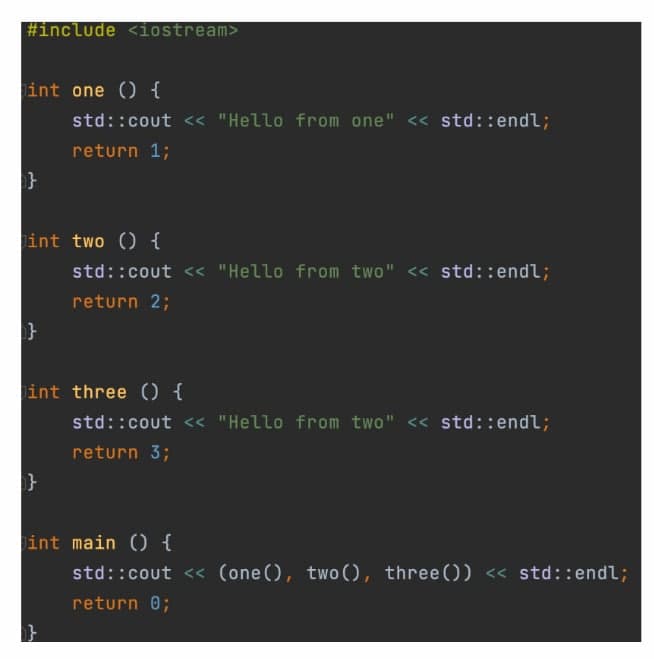 #include <iostream>
int one () {
std::cout << "Hello from one" << std::endl;
return 1;
}
int two () {
std::cout << "Hello from two" << std::endl;
return 2;
}
int three () {
std::cout << "Hello from two" << std::endl;
return 3;
}
int main () {
std::cout << (one(), two(), three()) << std::endl;
return 0;
}